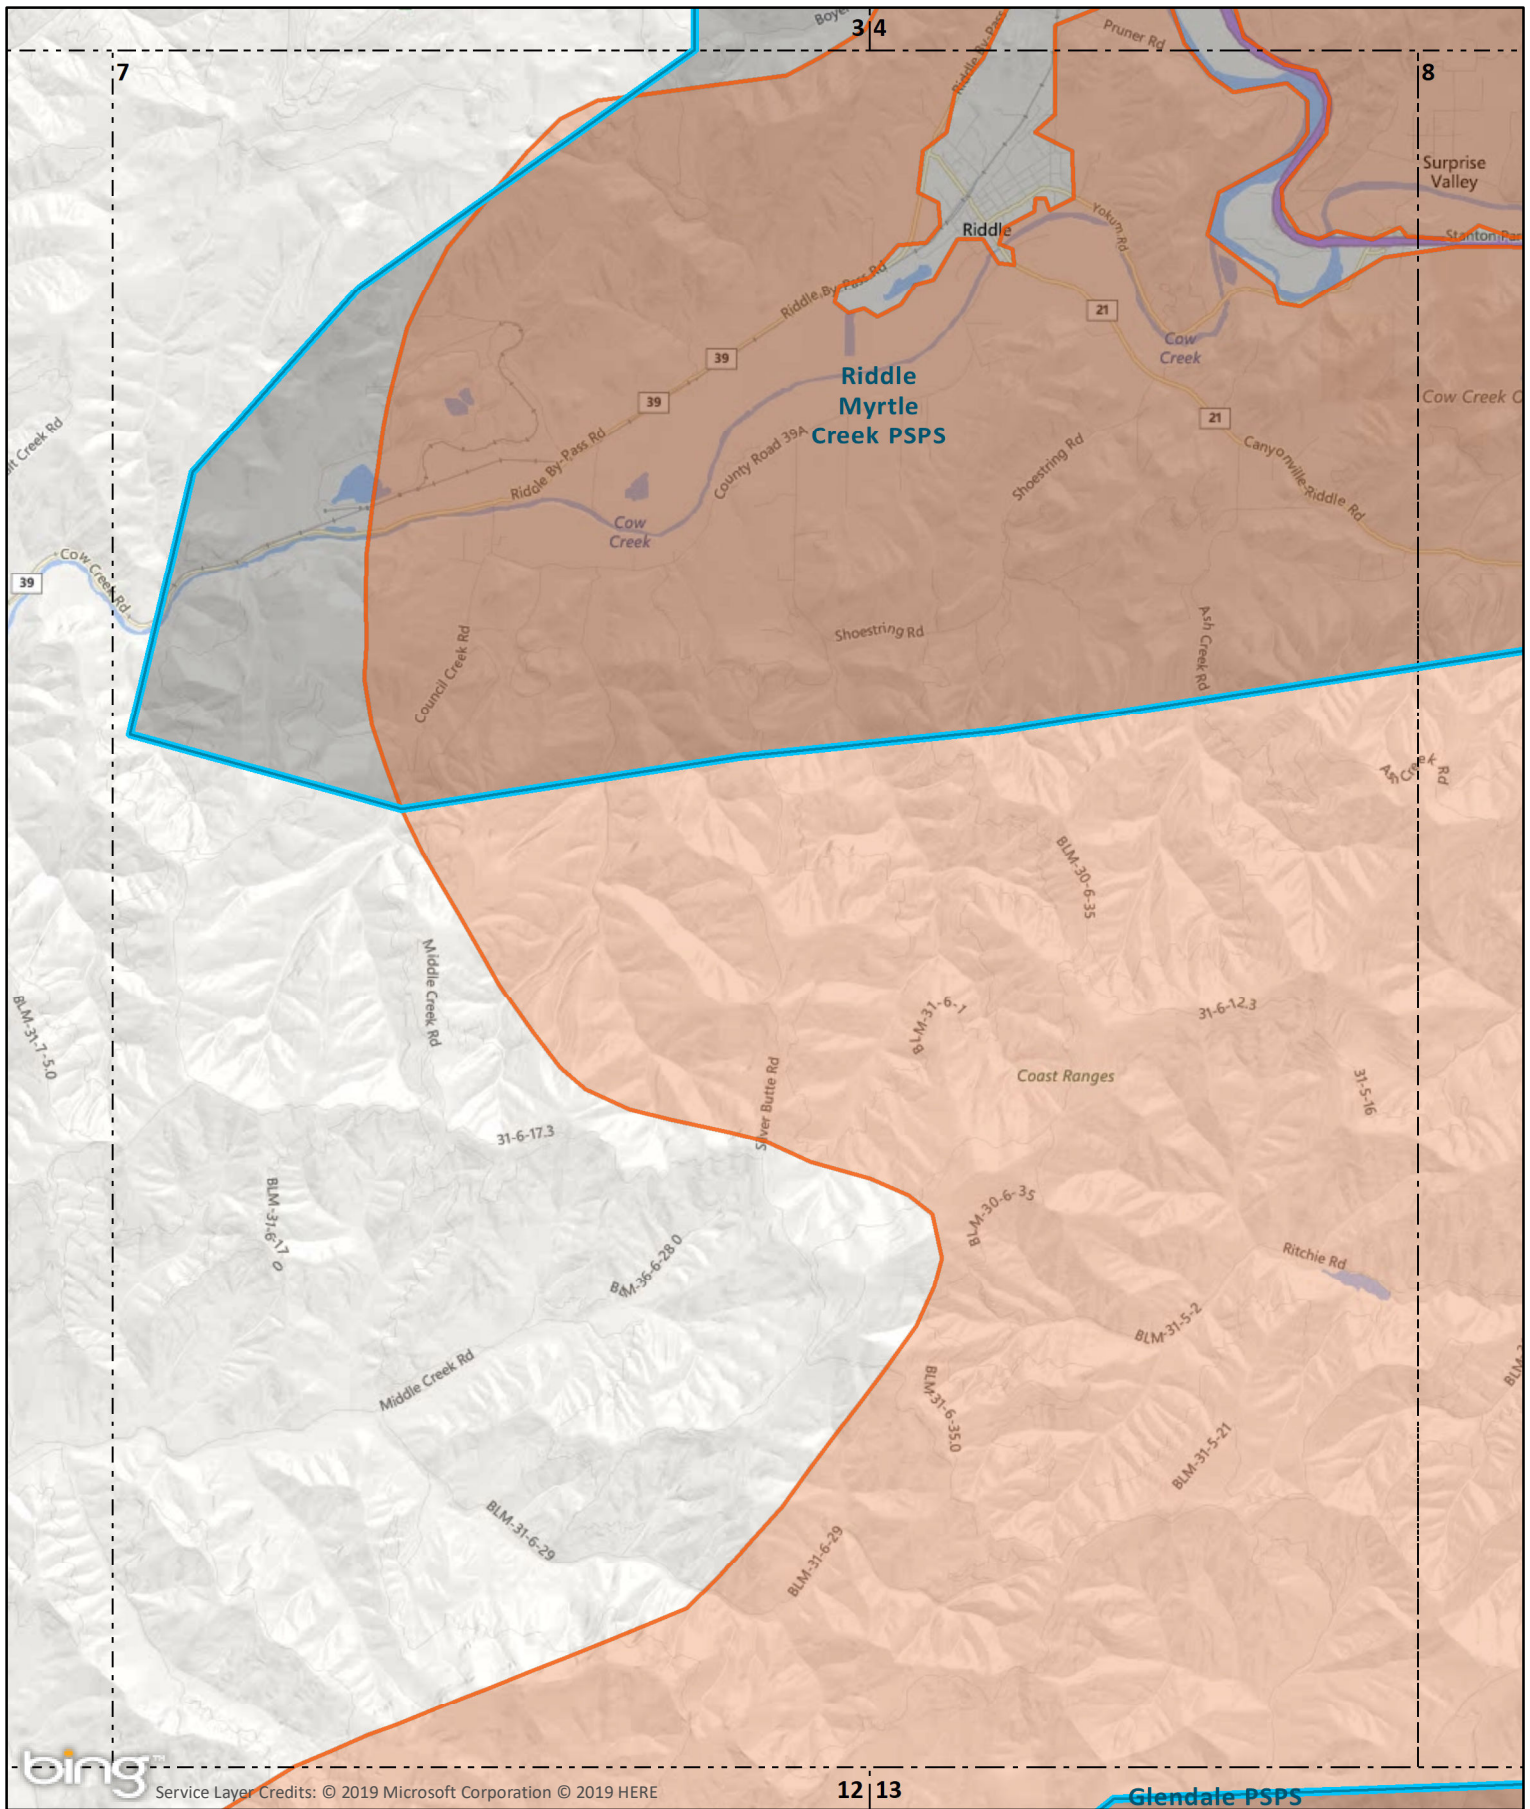 Boyer
3
4
Riddle By-Pass
Pruner Rd
7
8
Surprise
Valley
Riddle
Yokum Rd
Stanton Par
Riddle By-Pass Rd
21
Cow
Creek
39
Riddle
Myrtle
Creek PSPS
39
Cow Creek C
21
it Creek Rd
County Road 39A
Shoestring Rd
Canyonville-Riddle Rd
Riddle By-Pass Rd
Cow
Creek
39
Cow Creek Rd
Shoestring Rd
Ash Creek Rd
Council Creek Rd
Ash Creek Rd
BLM-30-6-35
Middle Creek Rd
BLM-31-7-5.0
BLM-31-6-1
31-6-12.3
Coast Ranges
31-5-16
Silver Butte Rd
31-6-17.3
BLM-31-6-17
0
BLM-30-6-35
BLM-36-6-28 0
Ritchie Rd
BLM-31-5-2
Middle Creek Rd
BLM-31-6-35.0
BLM-31-5-21
BLM-31-6-29
BLM-31-6-29
bing™
Service Layer Credits: © 2019 Microsoft Corporation © 2019 HERE
12
13
Glendale PSPS